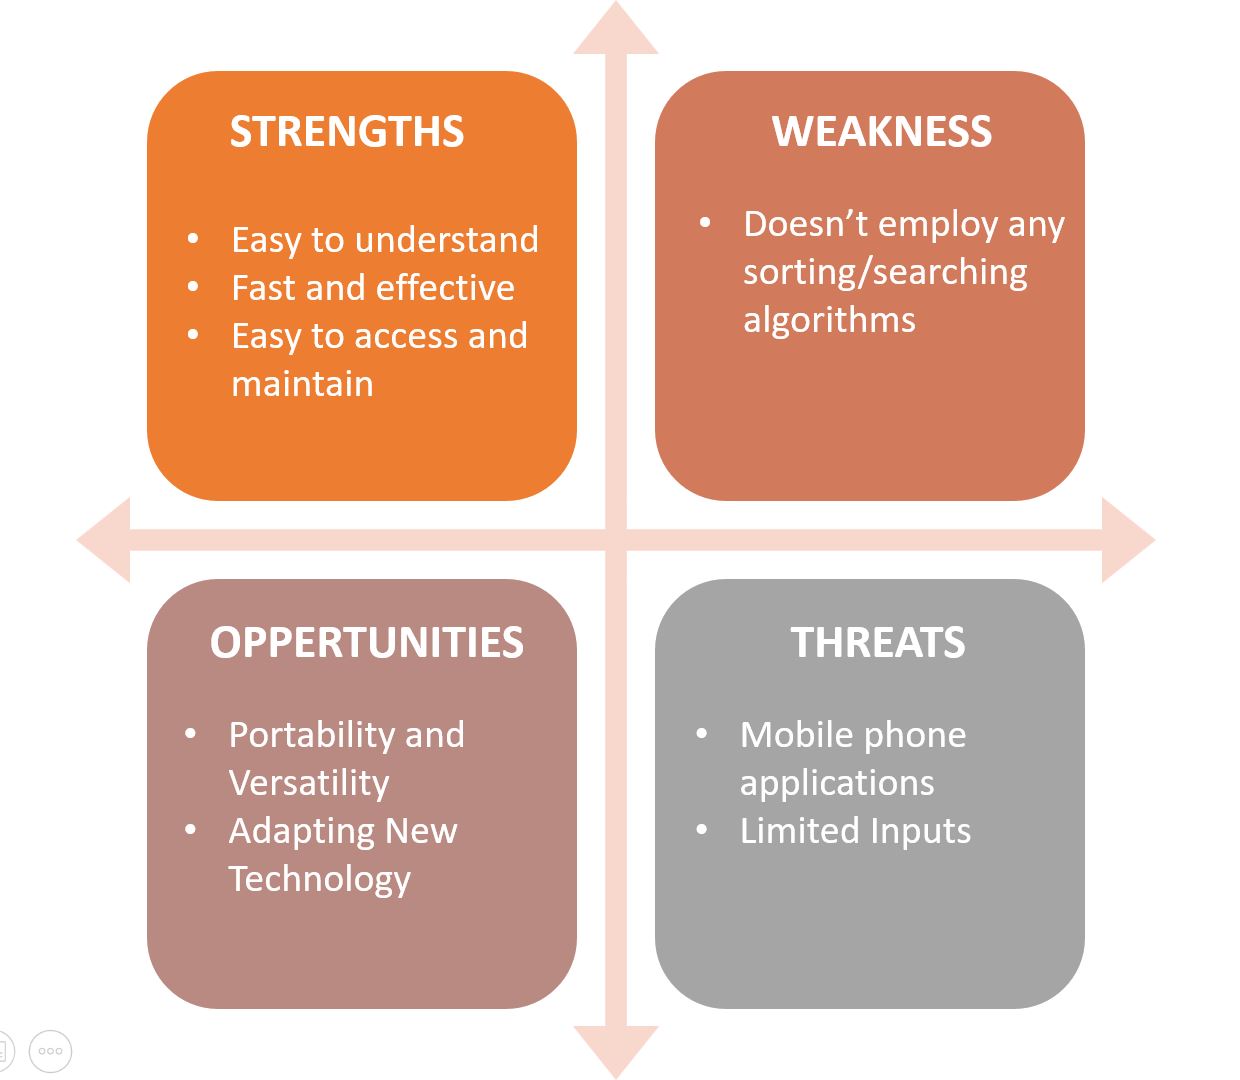 STRENGTHS
• Easy to understand
• Fast and effective
• Easy to access and
maintain
WEAKNESS
• Doesn’t employ any
sorting/searching
algorithms
OPPERTUNITIES
• Portability and
Versatility
• Adapting New
Technology
THREATS
• Mobile phone
applications
• Limited Inputs